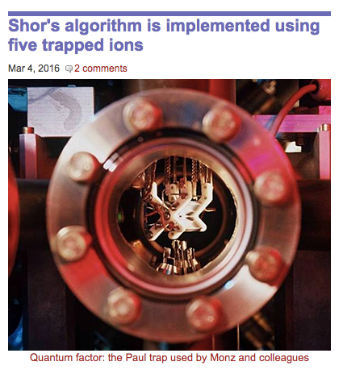 Shor's algorithm is implemented using
five trapped ions
Mar 4, 2016 2 comments
Quantum factor: the Paul trap used by Monz and colleagues